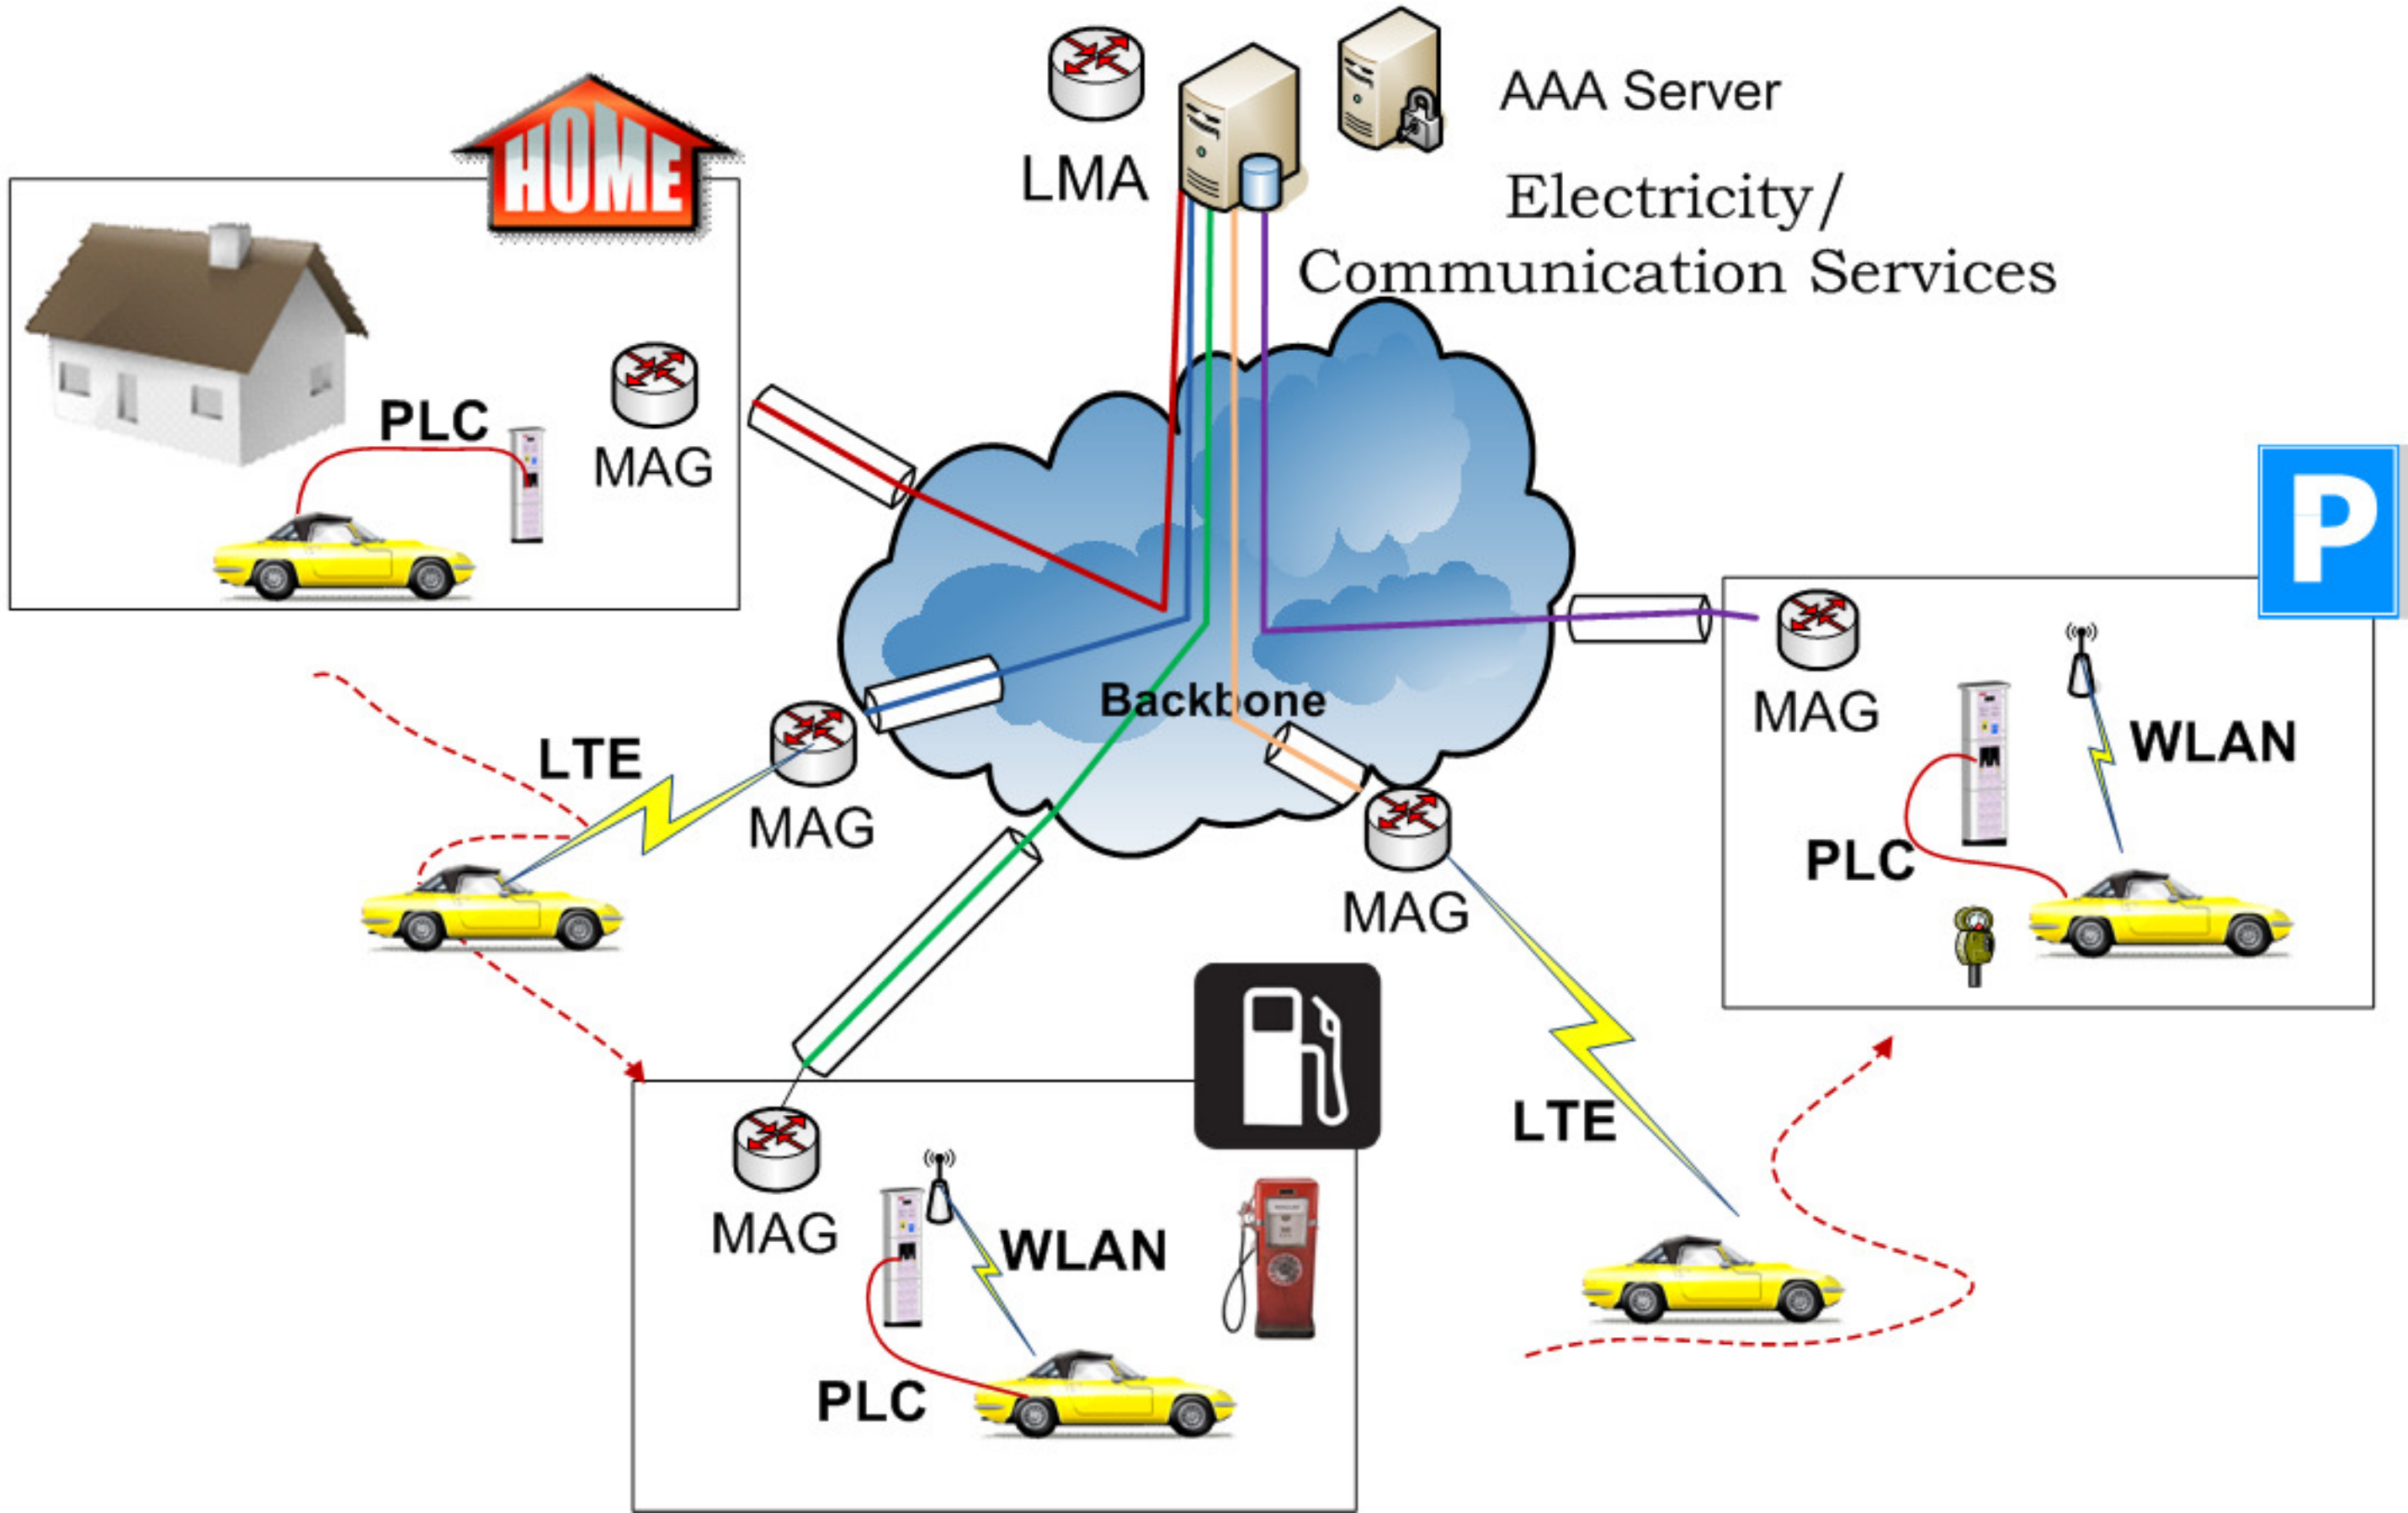 AAA Server
LMA
Electricity/
Communication Services
HOME
PLC
MAG
P
Backbone
MAG
WLAN
LTE
MAG
PLC
MAG
LTE
MAG
WLAN
PLC